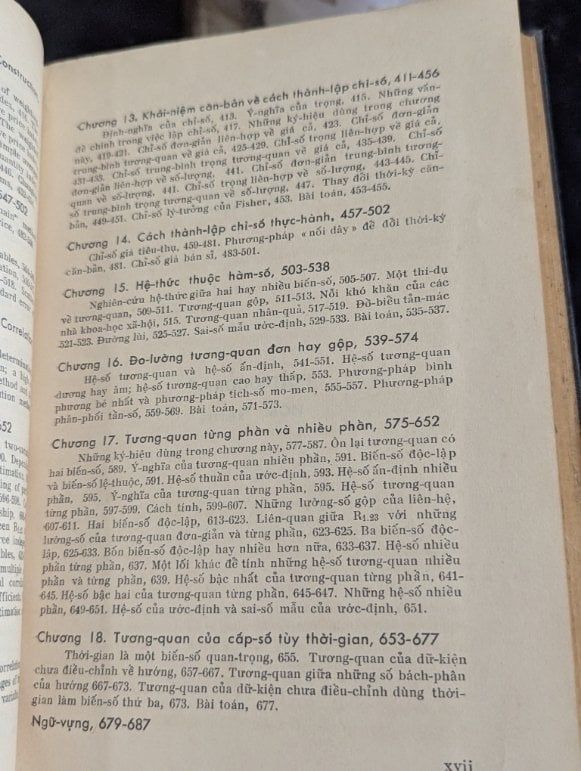 Construction
of weights
Correlation
Chương 13. Khái-niệm căn-bản về cách thành-lập chỉ-số, 411-456
Định-nghĩa của chỉ-số, 413. Ý-nghĩa của trọng, 415. Những vấn-
đề chính trong việc lập chỉ-số, 417. Những ký-hiệu dùng trong chương
này, 419-421. Chỉ-số đơn-giản liên-hợp về giá cả, 423. Chỉ-số đơn-giản
trung-bình tương-quan về giá cả, 425-429. Chỉ-số trọng liên-hợp về giá cả,
431-433. Chỉ-số trung-bình trọng tương-quan về giá cả, 435-439. Chỉ-số
đơn-giản liên-hợp về số-lượng, 441. Chỉ-số đơn-giản trung-bình tương-
quan về số-lượng, 441. Chỉ-số trọng liên-hợp về số-lượng, 443-445. Chỉ-
số trung-bình trọng tương-quan về số-lượng, 447. Thay đổi thời-kỳ căn-
bản, 449-451. Chỉ-số lý-tưởng của Fisher, 453. Bài toán, 453-455.
Chương 14. Cách thành-lập chỉ-số thực-hành, 457-502
Chỉ-số giá tiêu-thụ, 459-481. Phương-pháp « nối dây » để đổi thời-kỳ
căn-bản, 481. Chỉ-số giá bán sỉ, 483-501.
Chương 15. Hệ-thức thuộc hàm-số, 503-538
Nghiên-cứu hệ-thức giữa hai hay nhiều biến-số, 505-507. Một thí-dụ
về tương-quan, 509-511. Tương-quan gộp, 511-513. Nỗi khó khăn của các
nhà khoa-học xã-hội, 515. Tương-quan nhân-quả, 517-519. Đồ-biểu tản-mác
521-523. Đường lùi, 525-527. Sai-số mẫu ước-định, 529-533. Bài toán, 535-537.
Chương 16. Đo-lường tương-quan đơn hay gộp, 539-574
Hệ-số tương-quan và hệ-số ấn-định, 541-551. Hệ-số tương-quan
dương hay âm; hệ-số tương-quan cao hay thấp, 553. Phương-pháp bình
phương bé nhất và phương-pháp tích-số mo-men, 555-557. Phương-pháp
phân-phối tần-số, 559-569. Bài toán, 571-573.
Chương 17. Tương-quan từng phần và nhiều phần, 575-652
Những ký-hiệu dùng trong chương này, 577-587. Ôn lại tương-quan có
hai biến-số, 589. Ý-nghĩa của tương-quan nhiều phần, 591. Biến-số độc-lập
và biến-số lệ-thuộc, 591. Hệ-số thuần của ước-định, 593. Hệ-số ấn-định nhiều
phần, 595. Ý-nghĩa của tương-quan từng phần, 595. Hệ-số tương-quan
từng phần, 597-599. Cách tính, 599-607. Những lưỡng-số gộp của liên-hệ,
607-611. Hai biến-số độc-lập, 613-623. Liên-quan giữa R1.23 với những
lưỡng-số của tương-quan đơn-giản và từng phần, 623-625. Ba biến-số độc-
lập, 625-633. Bốn biến-số độc-lập hay nhiều hơn nữa, 633-637. Hệ-số nhiều
phần từng phần, 637. Một lối khác để tính những hệ-số tương-quan nhiều
phần và từng phần, 639. Hệ-số bậc nhất của tương-quan từng phần, 641-
645. Hệ-số bậc hai của tương-quan từng phần, 645-647. Những hệ-số nhiều
phần, 649-651. Hệ-số của ước-định và sai-số mẫu của ước-định, 651.
Chương 18. Tương-quan của cấp-số tùy thời-gian, 653-677
Thời-gian là một biến-số quan-trọng, 655. Tương-quan của dữ-kiện
chưa điều-chỉnh về hướng, 657-667. Tương-quan giữa những số bách-phân
của hướng 667-673. Tương-quan của dữ-kiện chưa điều-chỉnh dùng thời-
gian làm biến-số thứ ba, 673. Bài toán, 677.
Ngữ-vựng, 679-687
xvii